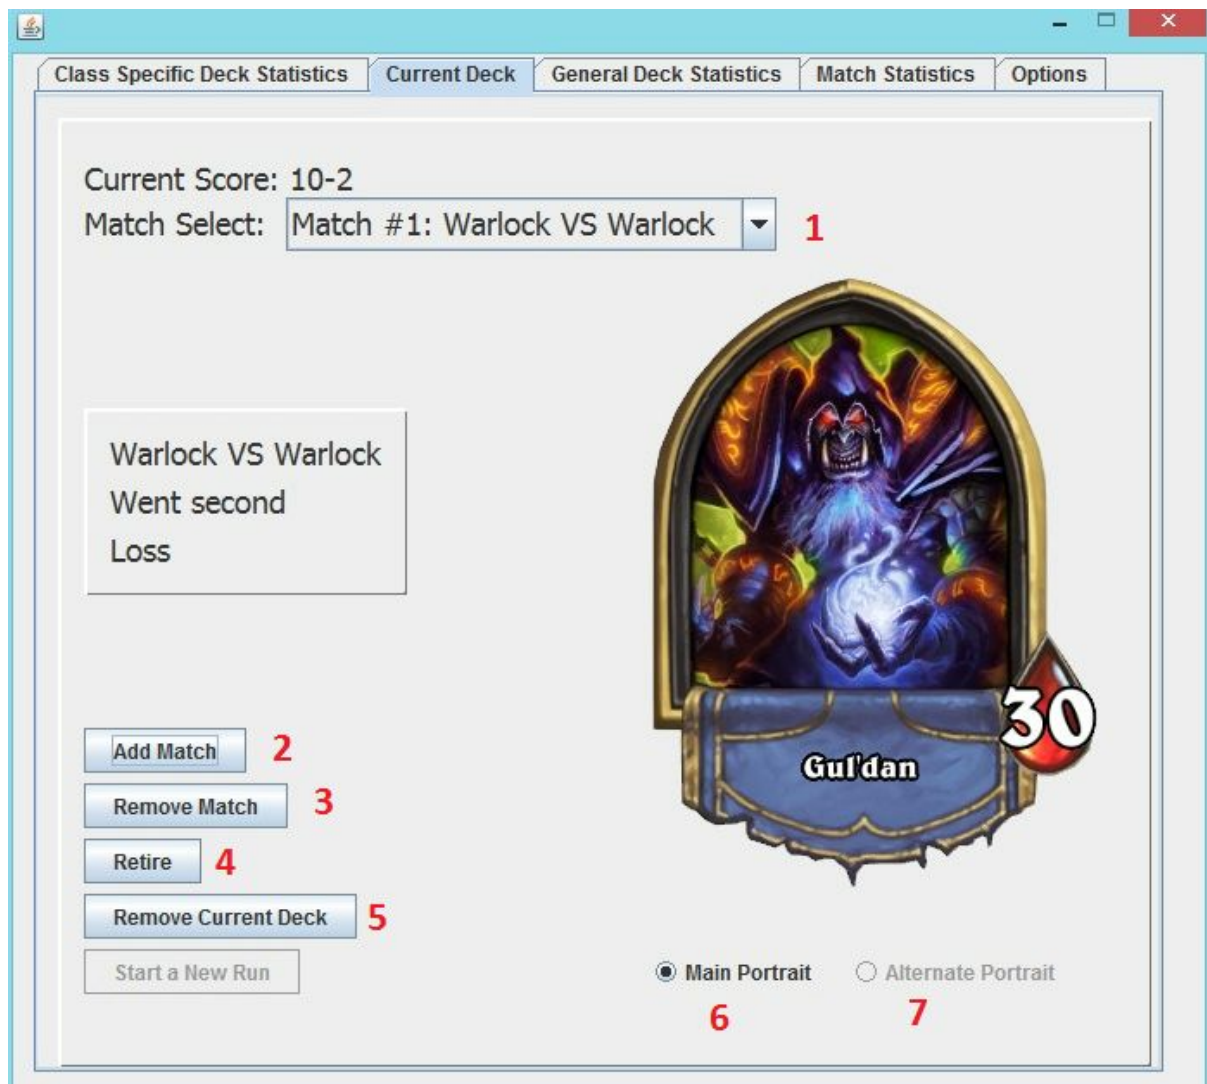 Class Specific Deck Statistics
Current Deck
General Deck Statistics
Match Statistics
Options
Current Score: 10-2
Match Select: Match #1: Warlock VS Warlock 1
Warlock VS Warlock
Went second
Loss
30
Gul'dan
Add Match 2
Remove Match 3
Retire 4
Remove Current Deck 5
Start a New Run
Main Portrait
Alternate Portrait
6
7